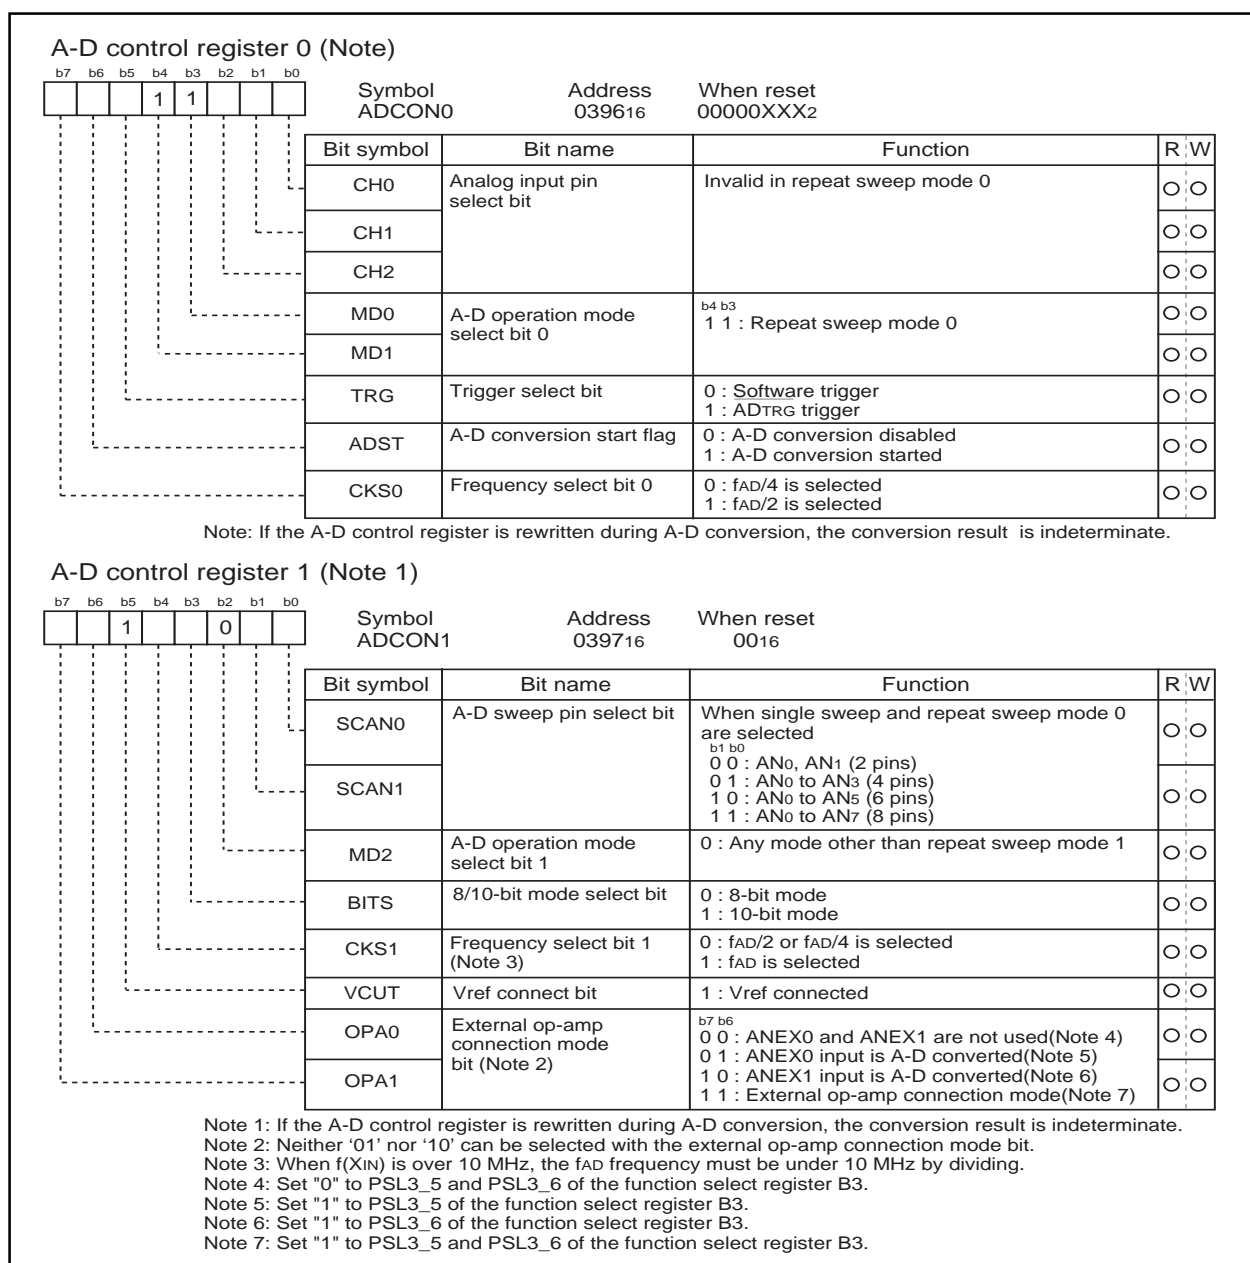 A-D control register 0 (Note)
b7 b6 b5 b4 b3 b2 b1 b0
1 1
Symbol Address When reset
ADCON0 039616 00000XXX2
Bit symbol Bit name Function R W
CH0 Analog input pin select bit Invalid in repeat sweep mode 0
CH1
CH2
MD0 A-D operation mode select bit 0 b4 b3
1 1 : Repeat sweep mode 0
MD1
TRG Trigger select bit 0 : Software trigger
1 : ADTRG trigger
ADST A-D conversion start flag 0 : A-D conversion disabled
1 : A-D conversion started
CKS0 Frequency select bit 0 0 : fAD/4 is selected
1 : fAD/2 is selected
Note: If the A-D control register is rewritten during A-D conversion, the conversion result is indeterminate.
A-D control register 1 (Note 1)
b7 b6 b5 b4 b3 b2 b1 b0
1 0
Symbol Address When reset
ADCON1 039716 0016
Bit symbol Bit name Function R W
SCAN0 A-D sweep pin select bit When single sweep and repeat sweep mode 0
are selected
b1 b0
0 0 : AN0, AN1 (2 pins)
0 1 : AN0 to AN3 (4 pins)
SCAN1 1 0 : AN0 to AN5 (6 pins)
1 1 : AN0 to AN7 (8 pins)
MD2 A-D operation mode select bit 1 0 : Any mode other than repeat sweep mode 1
BITS 8/10-bit mode select bit 0 : 8-bit mode
1 : 10-bit mode
CKS1 Frequency select bit 1 (Note 3) 0 : fAD/2 or fAD/4 is selected
1 : fAD is selected
VCUT Vref connect bit 1 : Vref connected
OPA0 External op-amp connection mode bit (Note 2) b7 b6
0 0 : ANEX0 and ANEX1 are not used(Note 4)
0 1 : ANEX0 input is A-D converted(Note 5)
OPA1 1 0 : ANEX1 input is A-D converted(Note 6)
1 1 : External op-amp connection mode(Note 7)
Note 1: If the A-D control register is rewritten during A-D conversion, the conversion result is indeterminate.
Note 2: Neither ‘01’ nor ‘10’ can be selected with the external op-amp connection mode bit.
Note 3: When f(XIN) is over 10 MHz, the fAD frequency must be under 10 MHz by dividing.
Note 4: Set "0" to PSL3_5 and PSL3_6 of the function select register B3.
Note 5: Set "1" to PSL3_5 of the function select register B3.
Note 6: Set "1" to PSL3_6 of the function select register B3.
Note 7: Set "1" to PSL3_5 and PSL3_6 of the function select register B3.